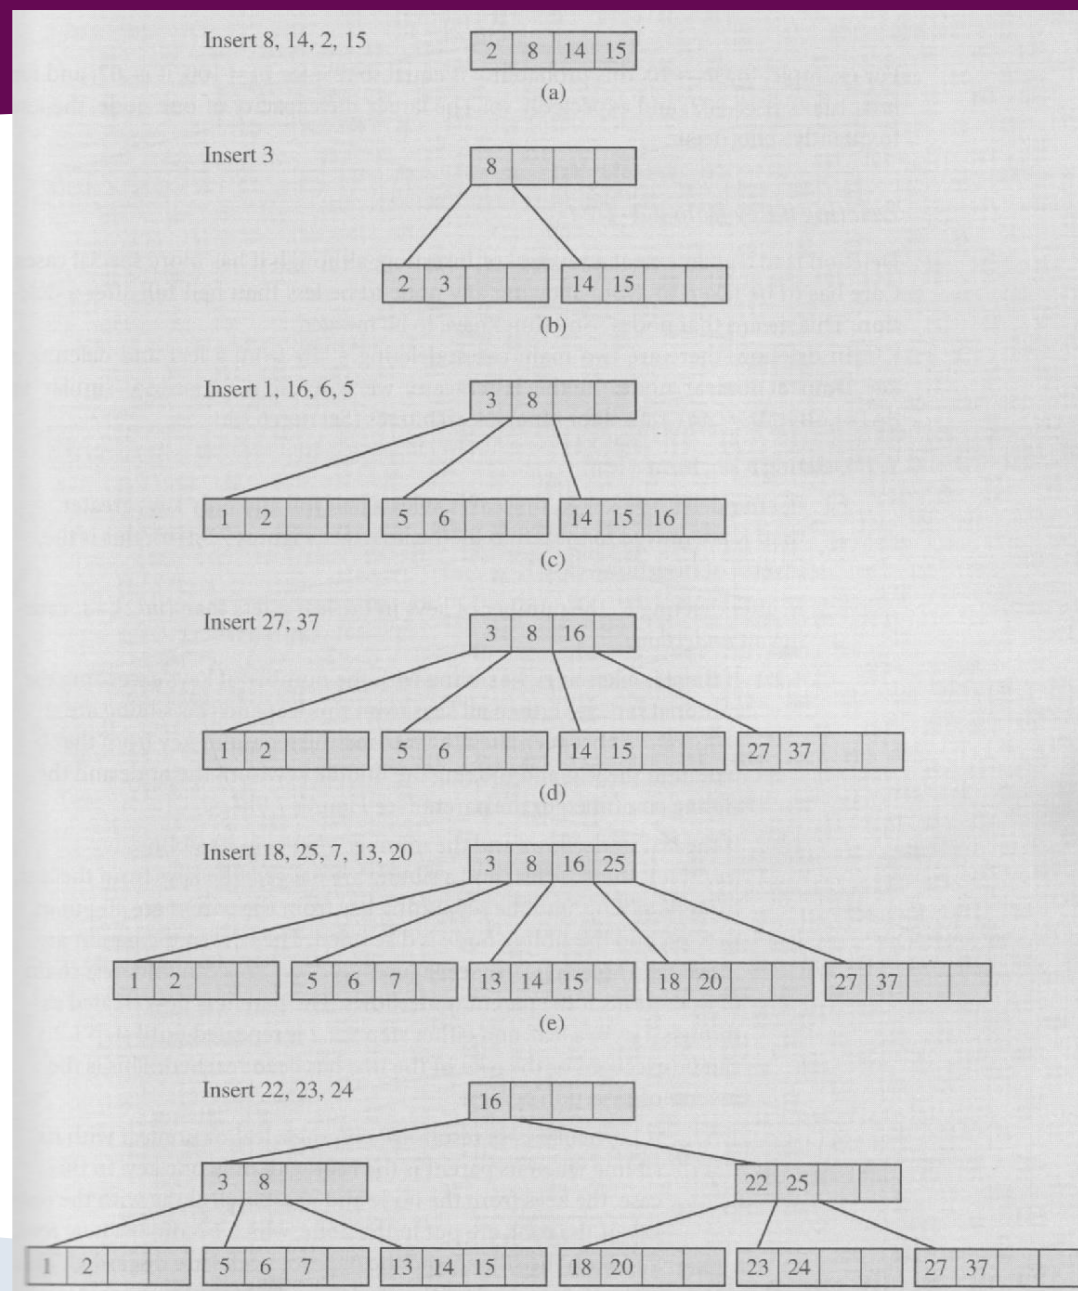 Insert 8, 14, 2, 15
2 8 14 15
(a)
Insert 3
8
2 3 14 15
(b)
Insert 1, 16, 6, 5
3 8
1 2 5 6 14 15 16
(c)
Insert 27, 37
3 8 16
1 2 5 6 14 15 27 37
(d)
Insert 18, 25, 7, 13, 20
3 8 16 25
1 2 5 6 7 13 14 15 18 20 27 37
(e)
Insert 22, 23, 24
16
3 8 22 25
1 2 5 6 7 13 14 15 18 20 23 24 27 37